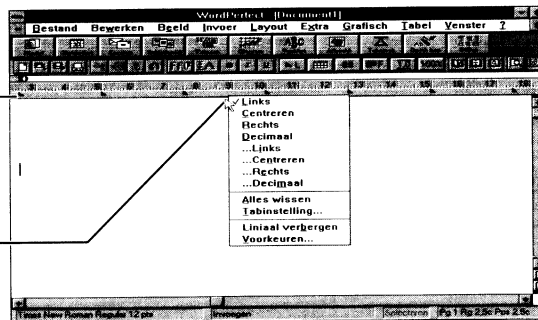 WordPerfect - [Document1]
Bestand Bewerken Beeld Invoer Layout Extra Grafisch Tabel Venster ?
Links
Centreren
Rechts
Decimaal
...Links
...Centreren
...Rechts
...Decimaal
Alles wissen
Tabinstelling...
Liniaal verbergen
Voorkeuren...
Times New Roman Regular 12 pts Invoegen Selecteren Pg 1 Rg 2,5c Pos 2,5c